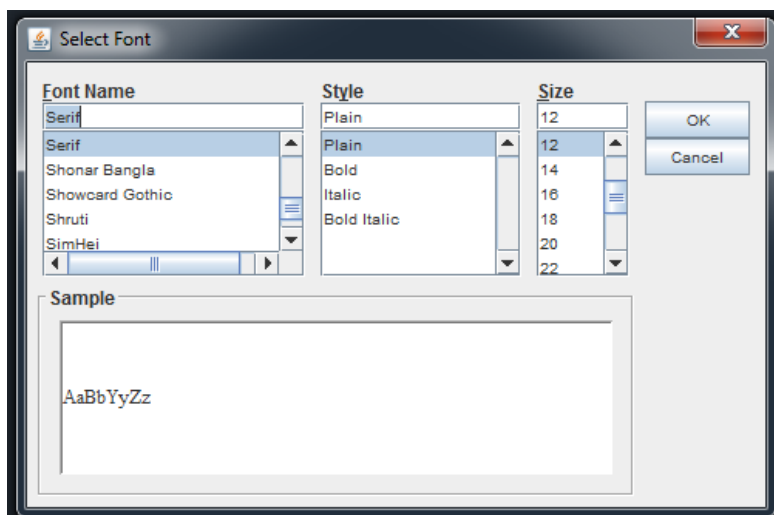 Select Font
Font Name Style Size
Serif Plain 12 OK
Serif Plain 12
Shonar Bangla Bold 14 Cancel
Showcard Gothic Italic 16
Shruti Bold Italic 18
SimHei 20
22
Sample
AaBbYyZz